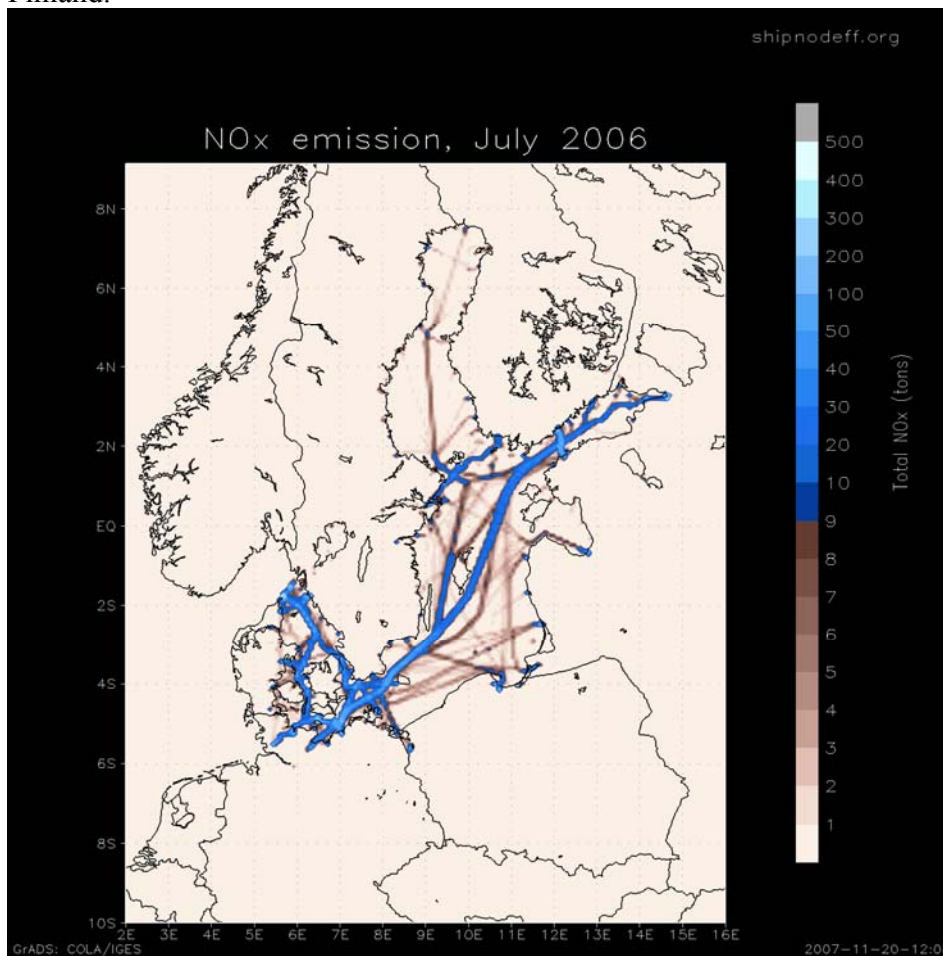 Finland.
shipnodeff.org
NOx emission, July 2006
8N
6N
4N
2N
EQ
2S
4S
6S
8S
10S
2E 3E 4E 5E 6E 7E 8E 9E 10E 11E 12E 13E 14E 15E 16E
500
400
300
200
100
50
40
30
20
10
9
8
7
6
5
4
3
2
1
Total NOx (tons)
GrADS: COLA/IGES
2007-11-20-12:0